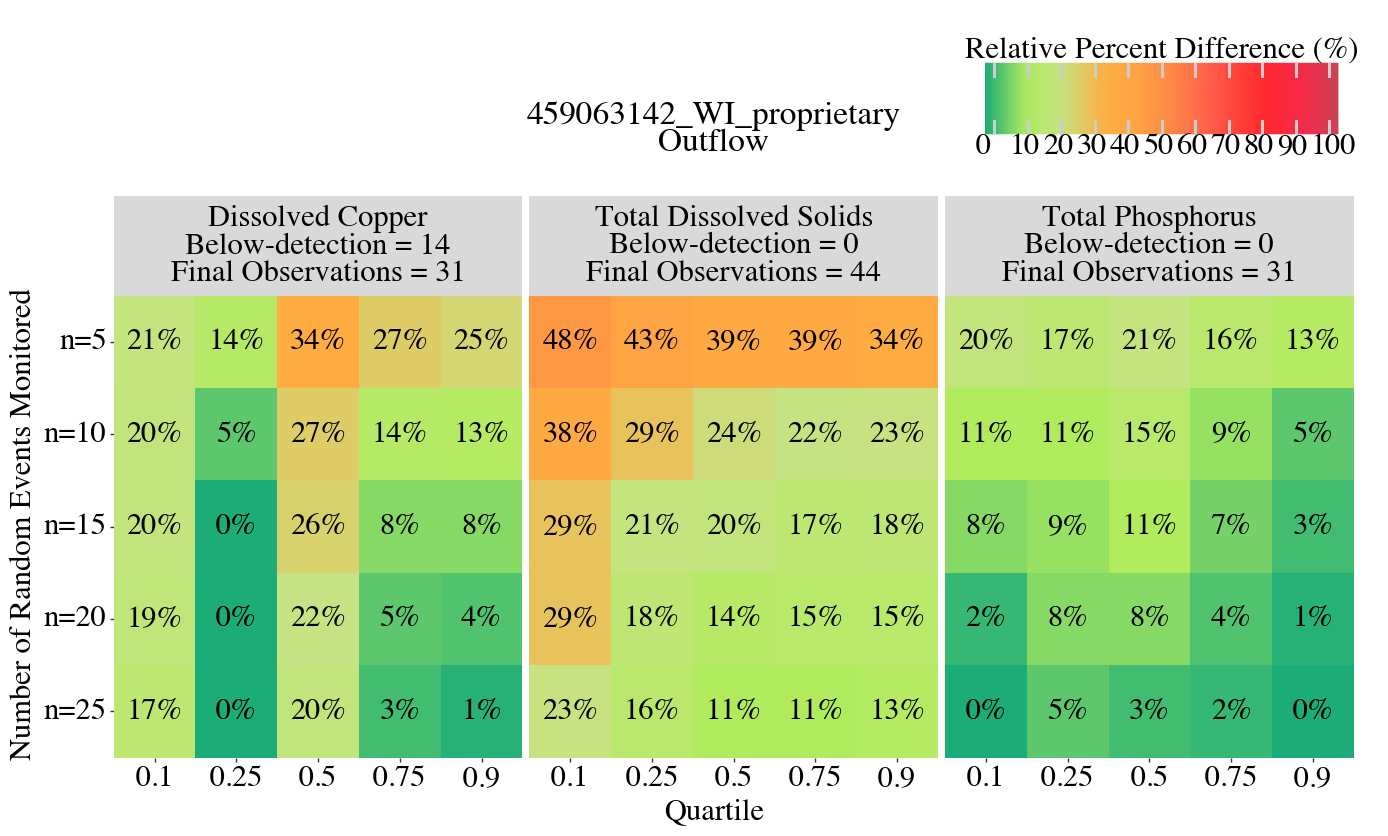 Relative Percent Difference (%)
0 10 20 30 40 50 60 70 80 90 100
459063142_WI_proprietary
Outflow
Dissolved Copper
Below-detection = 14
Final Observations = 31
Total Dissolved Solids
Below-detection = 0
Final Observations = 44
Total Phosphorus
Below-detection = 0
Final Observations = 31
Number of Random Events Monitored
n=5 21% 14% 34% 27% 25% 48% 43% 39% 39% 34% 20% 17% 21% 16% 13%
n=10 20% 5% 27% 14% 13% 38% 29% 24% 22% 23% 11% 11% 15% 9% 5%
n=15 20% 0% 26% 8% 8% 29% 21% 20% 17% 18% 8% 9% 11% 7% 3%
n=20 19% 0% 22% 5% 4% 29% 18% 14% 15% 15% 2% 8% 8% 4% 1%
n=25 17% 0% 20% 3% 1% 23% 16% 11% 11% 13% 0% 5% 3% 2% 0%
0.1 0.25 0.5 0.75 0.9 0.1 0.25 0.5 0.75 0.9 0.1 0.25 0.5 0.75 0.9
Quartile